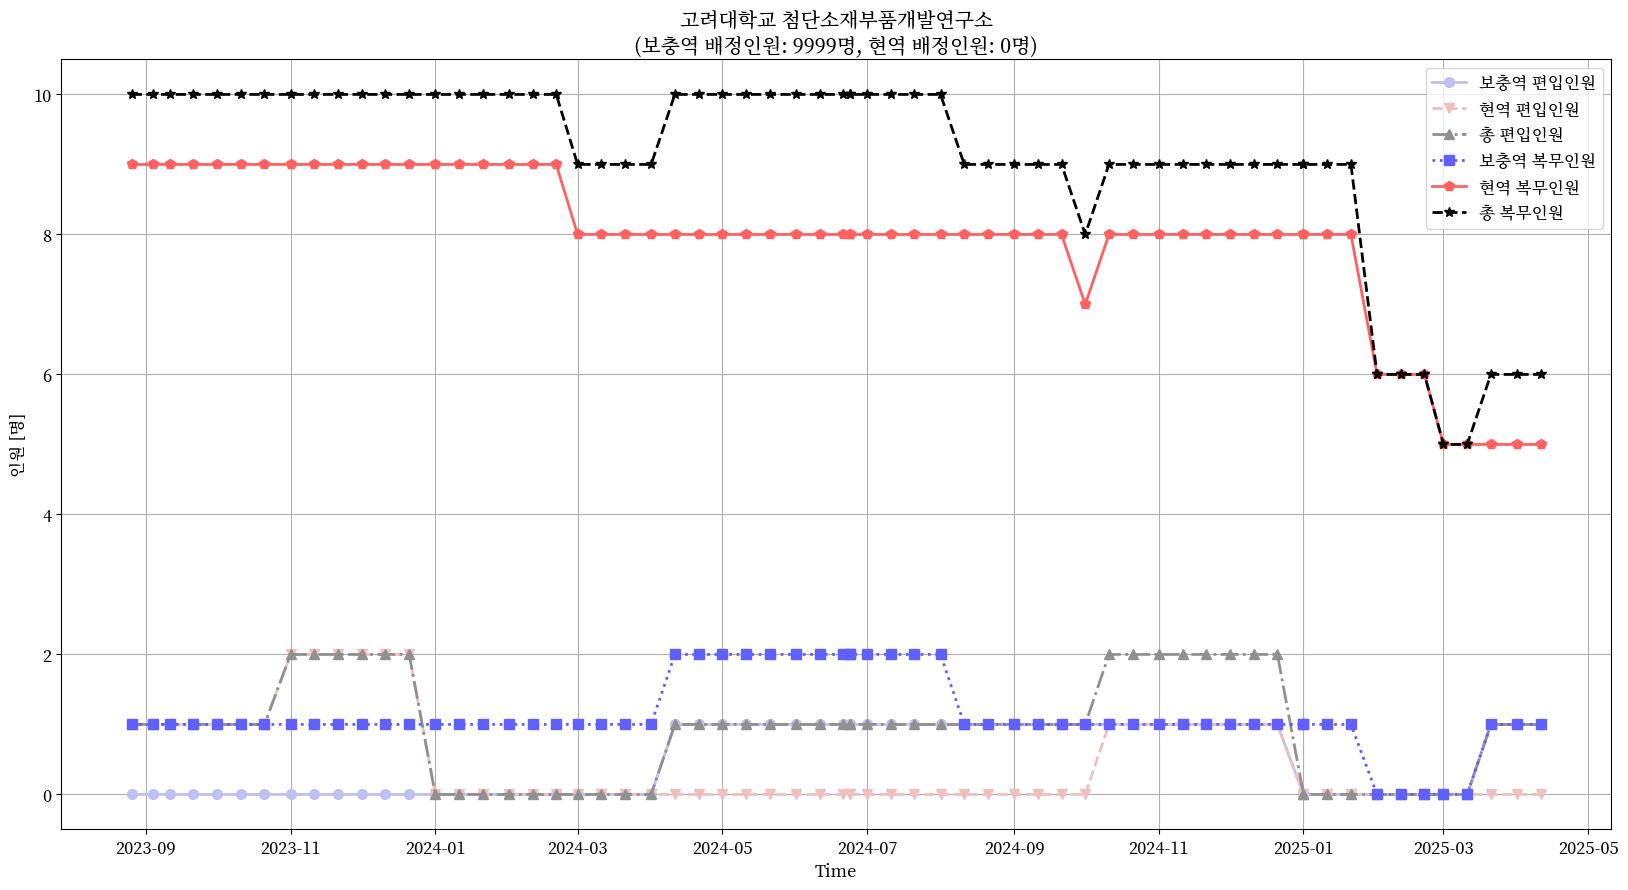 고려대학교 첨단소재부품개발연구소
(보충역 배정인원: 9999명, 현역 배정인원: 0명)
보충역 편입인원
현역 편입인원
총 편입인원
보충역 복무인원
현역 복무인원
총 복무인원
인원 [명]
10
8
6
4
2
0
2023-09
2023-11
2024-01
2024-03
2024-05
2024-07
2024-09
2024-11
2025-01
2025-03
2025-05
Time